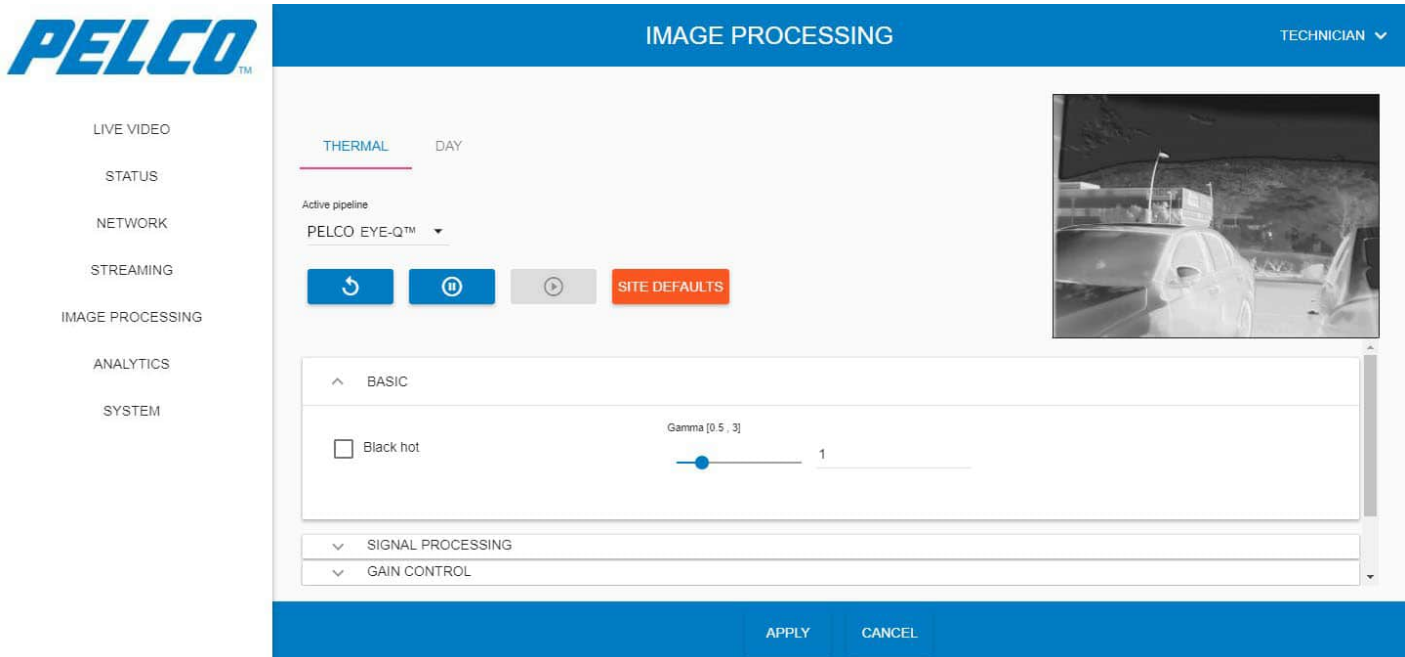 PELCO TM
IMAGE PROCESSING
TECHNICIAN
LIVE VIDEO
STATUS
NETWORK
STREAMING
IMAGE PROCESSING
ANALYTICS
SYSTEM
THERMAL DAY
Active pipeline
PELCO EYE-Q™
SITE DEFAULTS
BASIC
Black hot
Gamma [0.5 , 3]
1
SIGNAL PROCESSING
GAIN CONTROL
APPLY CANCEL